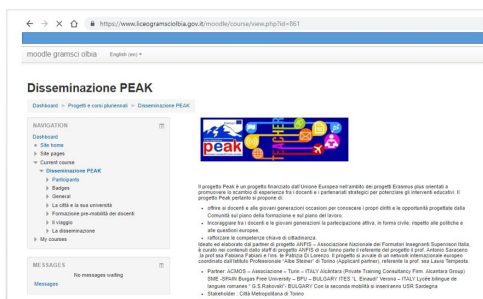 https://www.liceogramsciolbia.gov.it/moodle/course/view.php?id=861
moodle gramsci olbia English (en)
Disseminazione PEAK
Dashboard Progetti e corsi pluriennali Disseminazione PEAK
NAVIGATION
Dashboard
Site home
Site pages
Current course
Disseminazione PEAK
Participants
Badges
General
La città e la sua università
Formazione pre-mobilità dei docenti
Il viaggio
La disseminazione
My courses
MESSAGES
No messages waiting
Messages
peak
TEACHER
Il progetto Peak è un progetto finanziato dall'Unione Europea nell'ambito dei progetti Erasmus plus orientati a
promuovere lo scambio di esperienza fra i docenti e i partenariati strategici per potenziare gli interventi educativi. Il
progetto Peak pertanto si propone di:
• offrire ai docenti e alle giovani generazioni occasioni per conoscere i propri diritti e le opportunità progettate dalla
Comunità sul piano della formazione e sul piano del lavoro;
• Incoraggiare tra i docenti e le giovani generazioni la partecipazione attiva, in forma civile, rispetto alle politiche e
alle questioni europee;
• rafforzare le competenze chiave di cittadinanza.
Ideato ed elaborato dal partner di progetto ANFIS – Associazione Nazionale dei Formatori Insegnanti Supervisori Italia,
è curato nei contenuti dallo staff di progetto ANFIS di cui fanno parte il referente del progetto il prof. Antonio Saraceno
,la prof.ssa Fabiana Fabiani e l'ins. te Patrizia Di Lorenzo. Il progetto si avvale di un network internazionale europeo
coordinato dall'Istituto Professionale "Albe Steiner" di Torino (Applicant partner), referente la prof. ssa Laura Tempesta
• Partner: ACMOS – Associazione – Turin – ITALY Alcántara (Private Training Consultancy Firm, Alcantara Group)
SME -SPAIN Burgas Free University – BFU – BULGARY ITES "L. Einaudi" Verona – ITALY Lycée bilingue de
langues romanes " G.S.Rakovski"- BULGARY Con la seconda mobilità si inseriranno USR Sardegna
• Stakeholder : Città Metropolitana di Torino